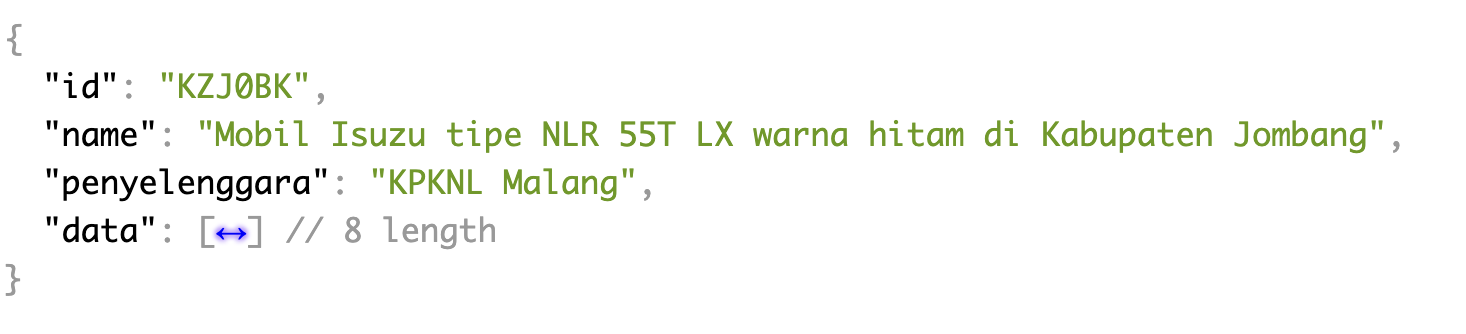 {
"id": "KZJ0BK",
"name": "Mobil Isuzu tipe NLR 55T LX warna hitam di Kabupaten Jombang",
"penyelenggara": "KPKNL Malang",
"data": [↔] // 8 length
}